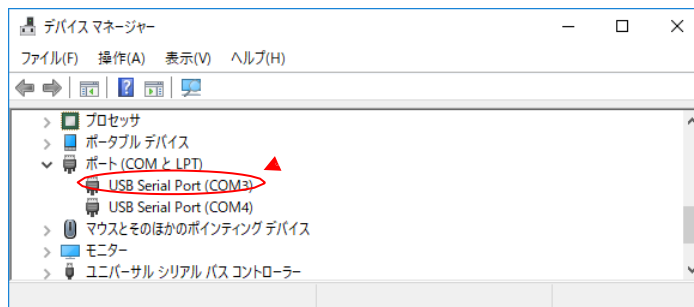 デバイス マネージャー
ファイル(F) 操作(A) 表示(V) ヘルプ(H)
プロセッサ
ポータブル デバイス
ポート (COM と LPT)
USB Serial Port (COM3)
USB Serial Port (COM4)
マウスとそのほかのポインティング デバイス
モニター
ユニバーサル シリアル バス コントローラー